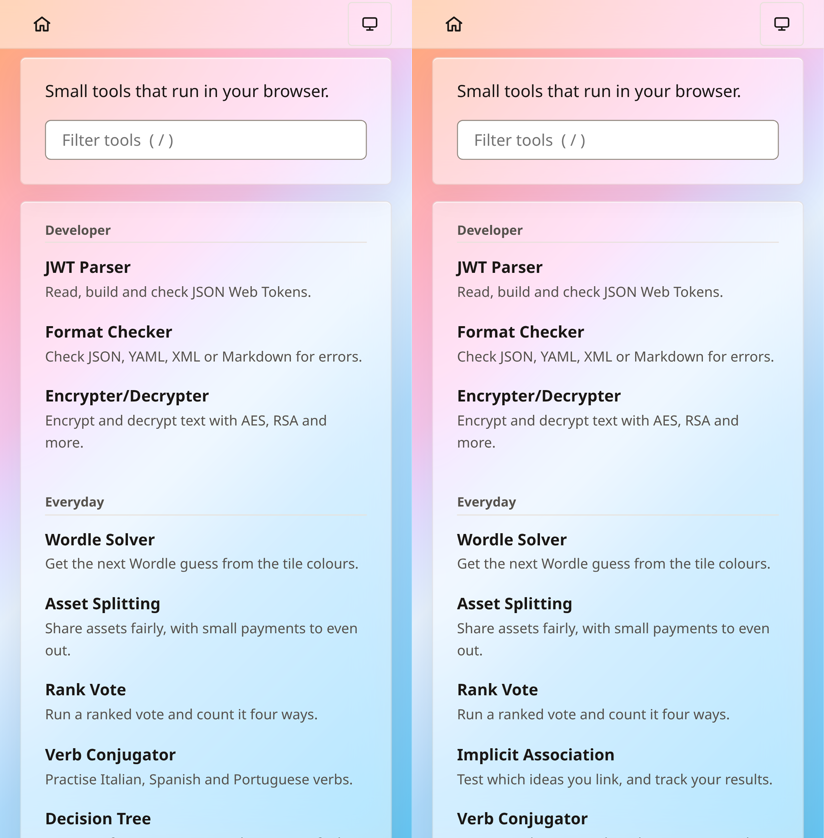 Small tools that run in your browser.
Filter tools ( / )
Developer
JWT Parser
Read, build and check JSON Web Tokens.
Format Checker
Check JSON, YAML, XML or Markdown for errors.
Encrypter/Decrypter
Encrypt and decrypt text with AES, RSA and
more.
Everyday
Wordle Solver
Get the next Wordle guess from the tile colours.
Asset Splitting
Share assets fairly, with small payments to even
out.
Rank Vote
Run a ranked vote and count it four ways.
Verb Conjugator
Practise Italian, Spanish and Portuguese verbs.
Decision Tree
Small tools that run in your browser.
Filter tools ( / )
Developer
JWT Parser
Read, build and check JSON Web Tokens.
Format Checker
Check JSON, YAML, XML or Markdown for errors.
Encrypter/Decrypter
Encrypt and decrypt text with AES, RSA and
more.
Everyday
Wordle Solver
Get the next Wordle guess from the tile colours.
Asset Splitting
Share assets fairly, with small payments to even
out.
Rank Vote
Run a ranked vote and count it four ways.
Implicit Association
Test which ideas you link, and track your results.
Verb Conjugator